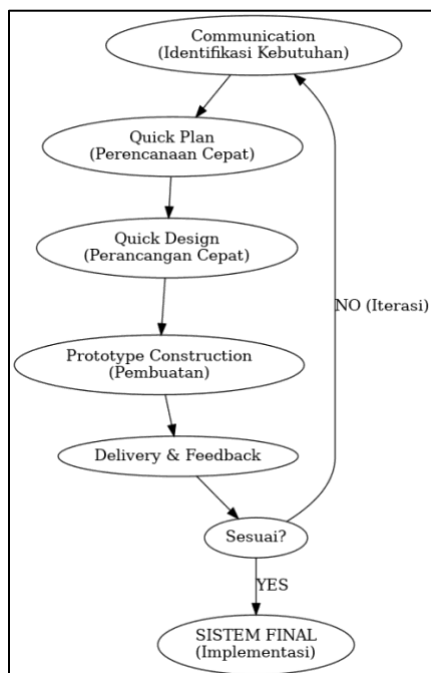 Communication
(Identifikasi Kebutuhan)
Quick Plan
(Perencanaan Cepat)
Quick Design
(Perancangan Cepat)
NO (Iterasi)
Prototype Construction
(Pembuatan)
Delivery & Feedback
Sesuai?
YES
SISTEM FINAL
(Implementasi)